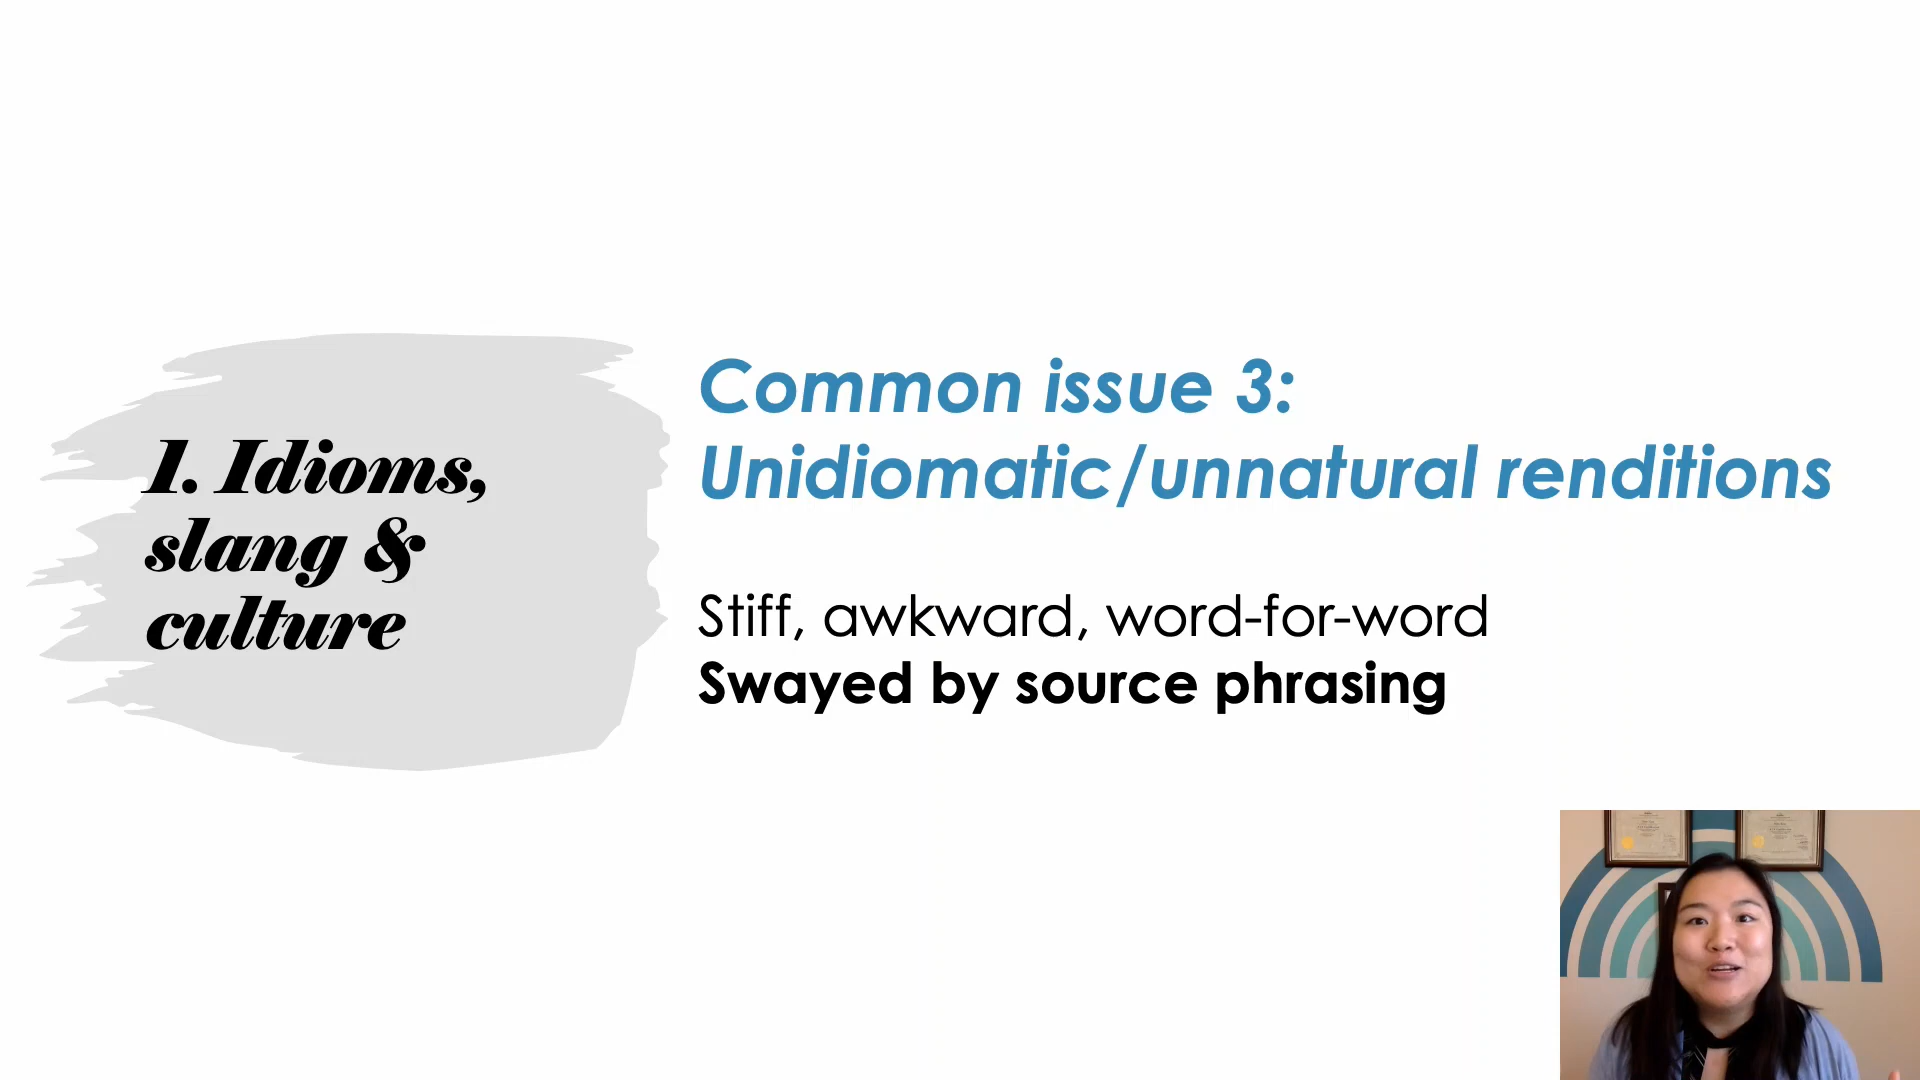 1. Idioms,
slang &
culture
Common issue 3:
Unidiomatic/unnatural renditions
Stiff, awkward, word-for-word
Swayed by source phrasing